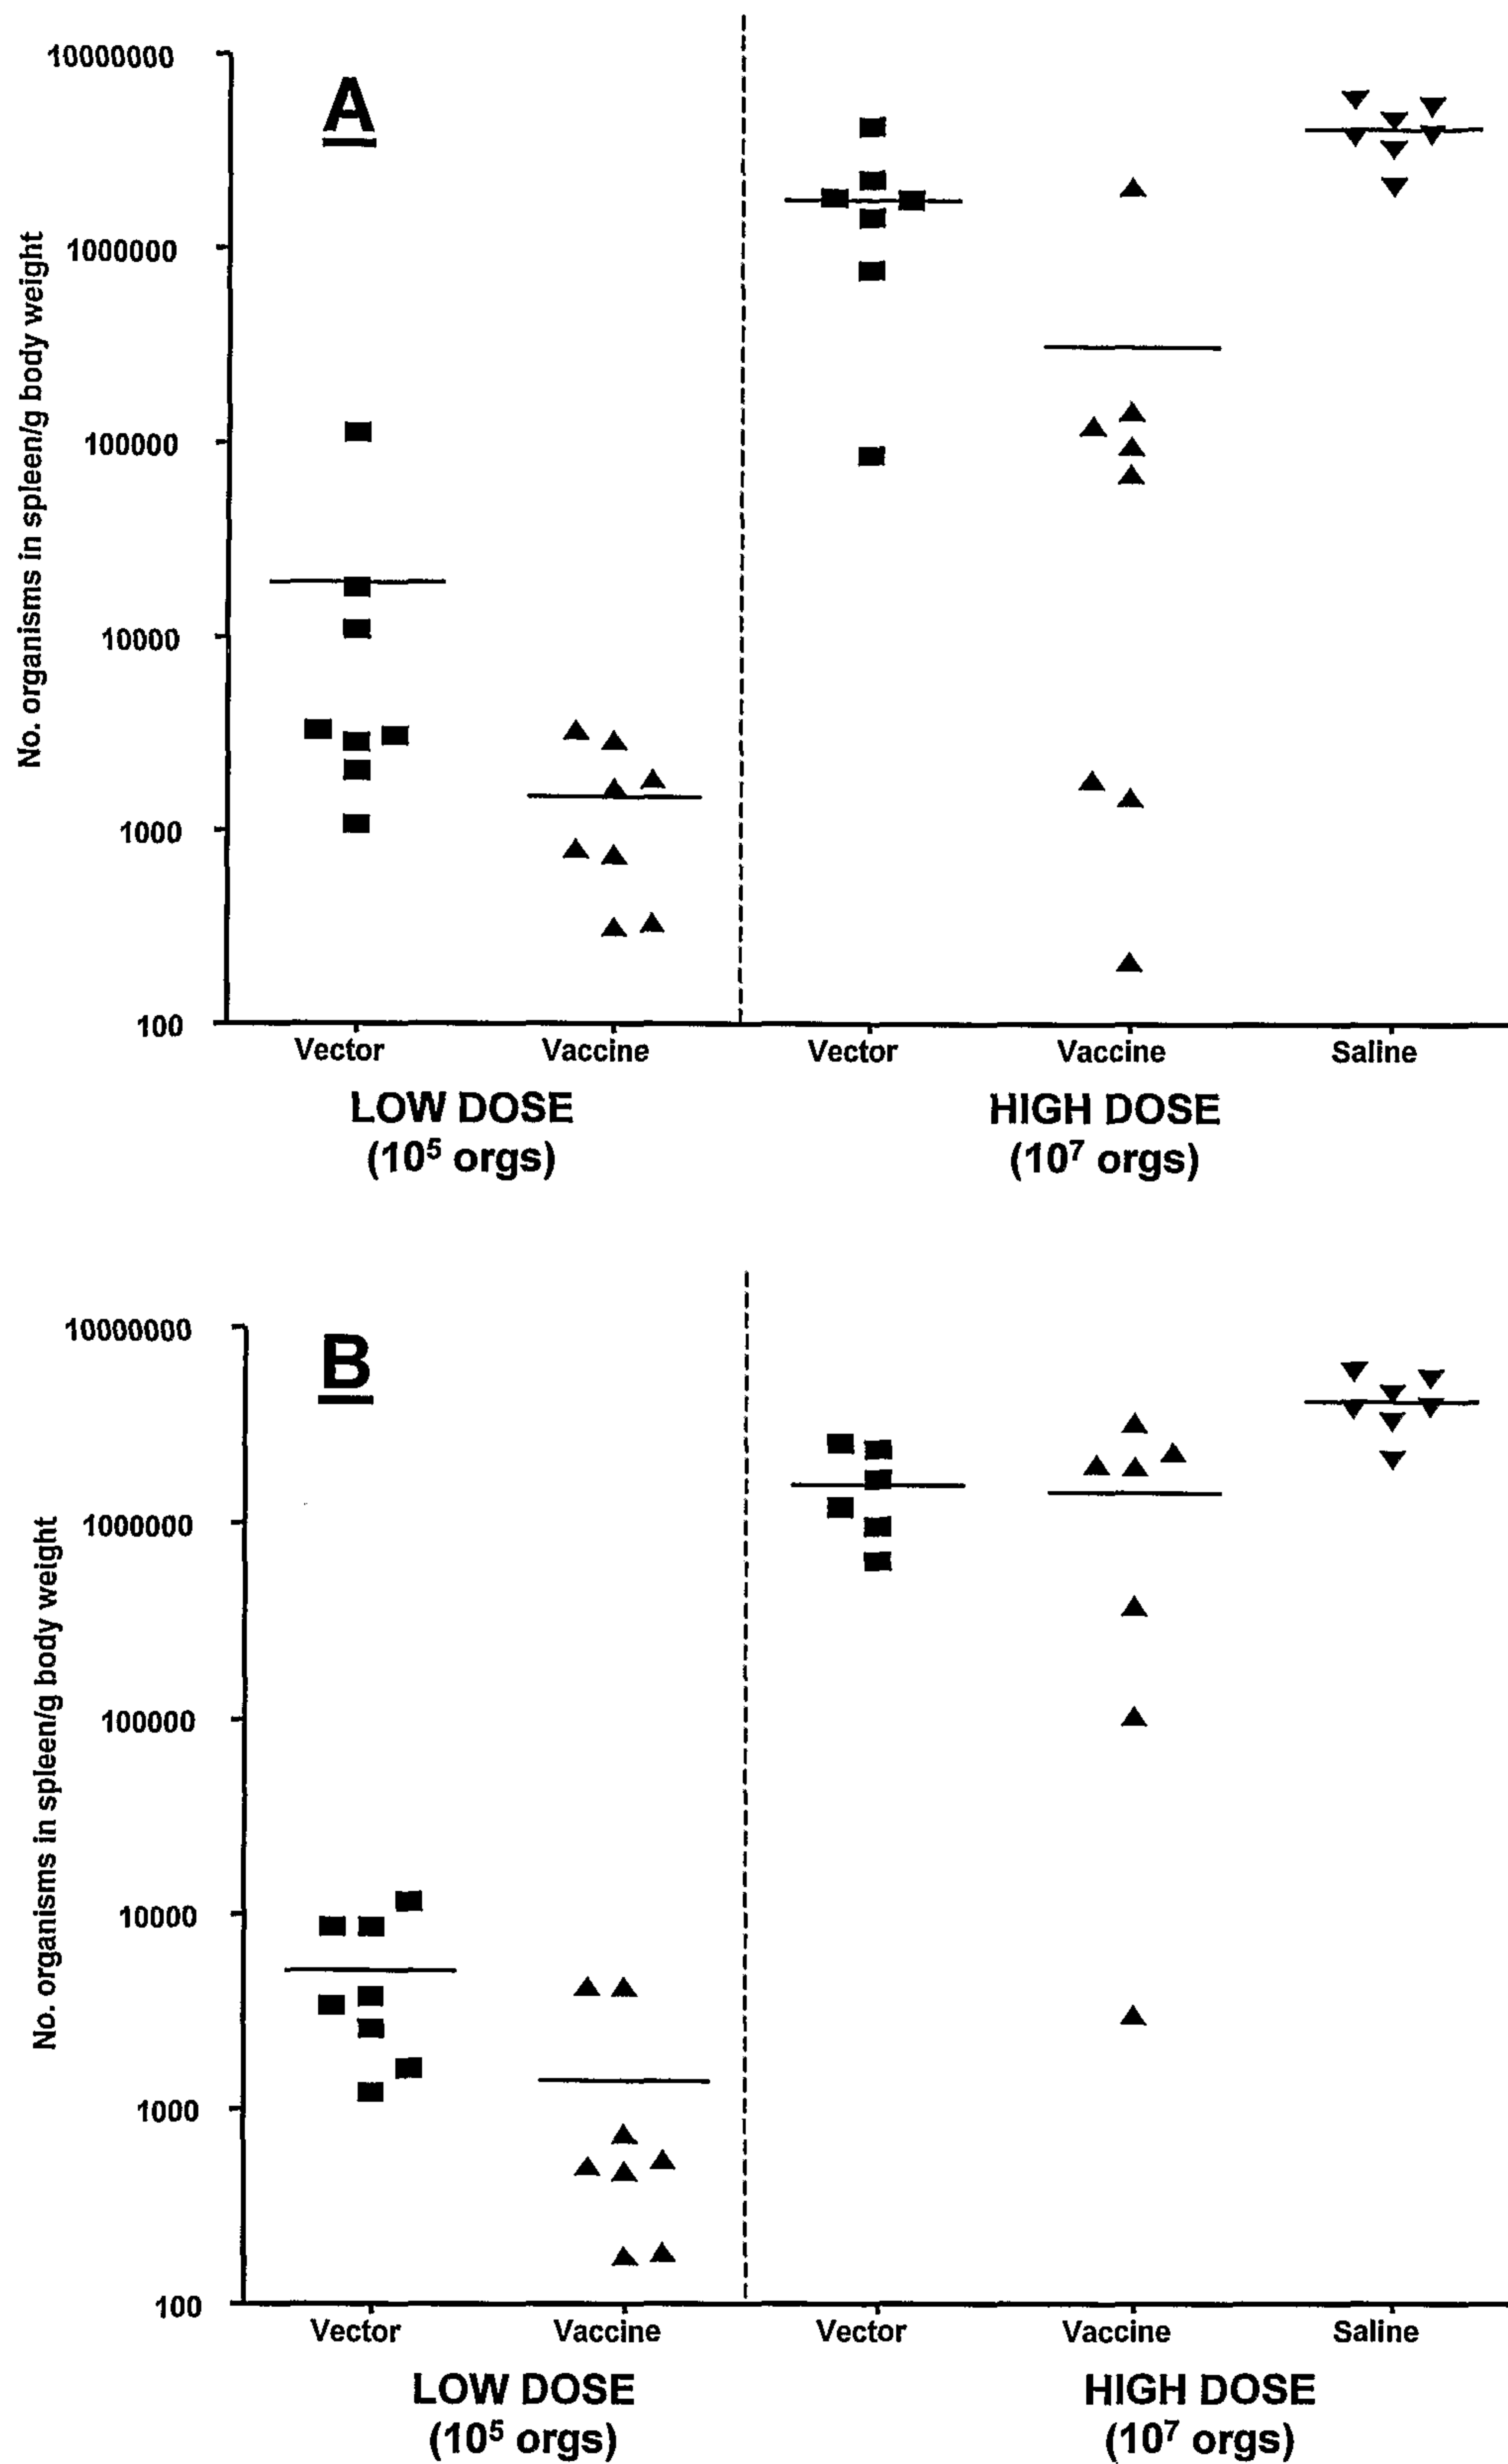 A
No. organisms in spleen/g body weight
10000000
1000000
100000
10000
1000
100
Vector Vaccine Vector Vaccine Saline
LOW DOSE HIGH DOSE
(10⁵ orgs) (10⁷ orgs)
B
No. organisms in spleen/g body weight
10000000
1000000
100000
10000
1000
100
Vector Vaccine Vector Vaccine Saline
LOW DOSE HIGH DOSE
(10⁵ orgs) (10⁷ orgs)